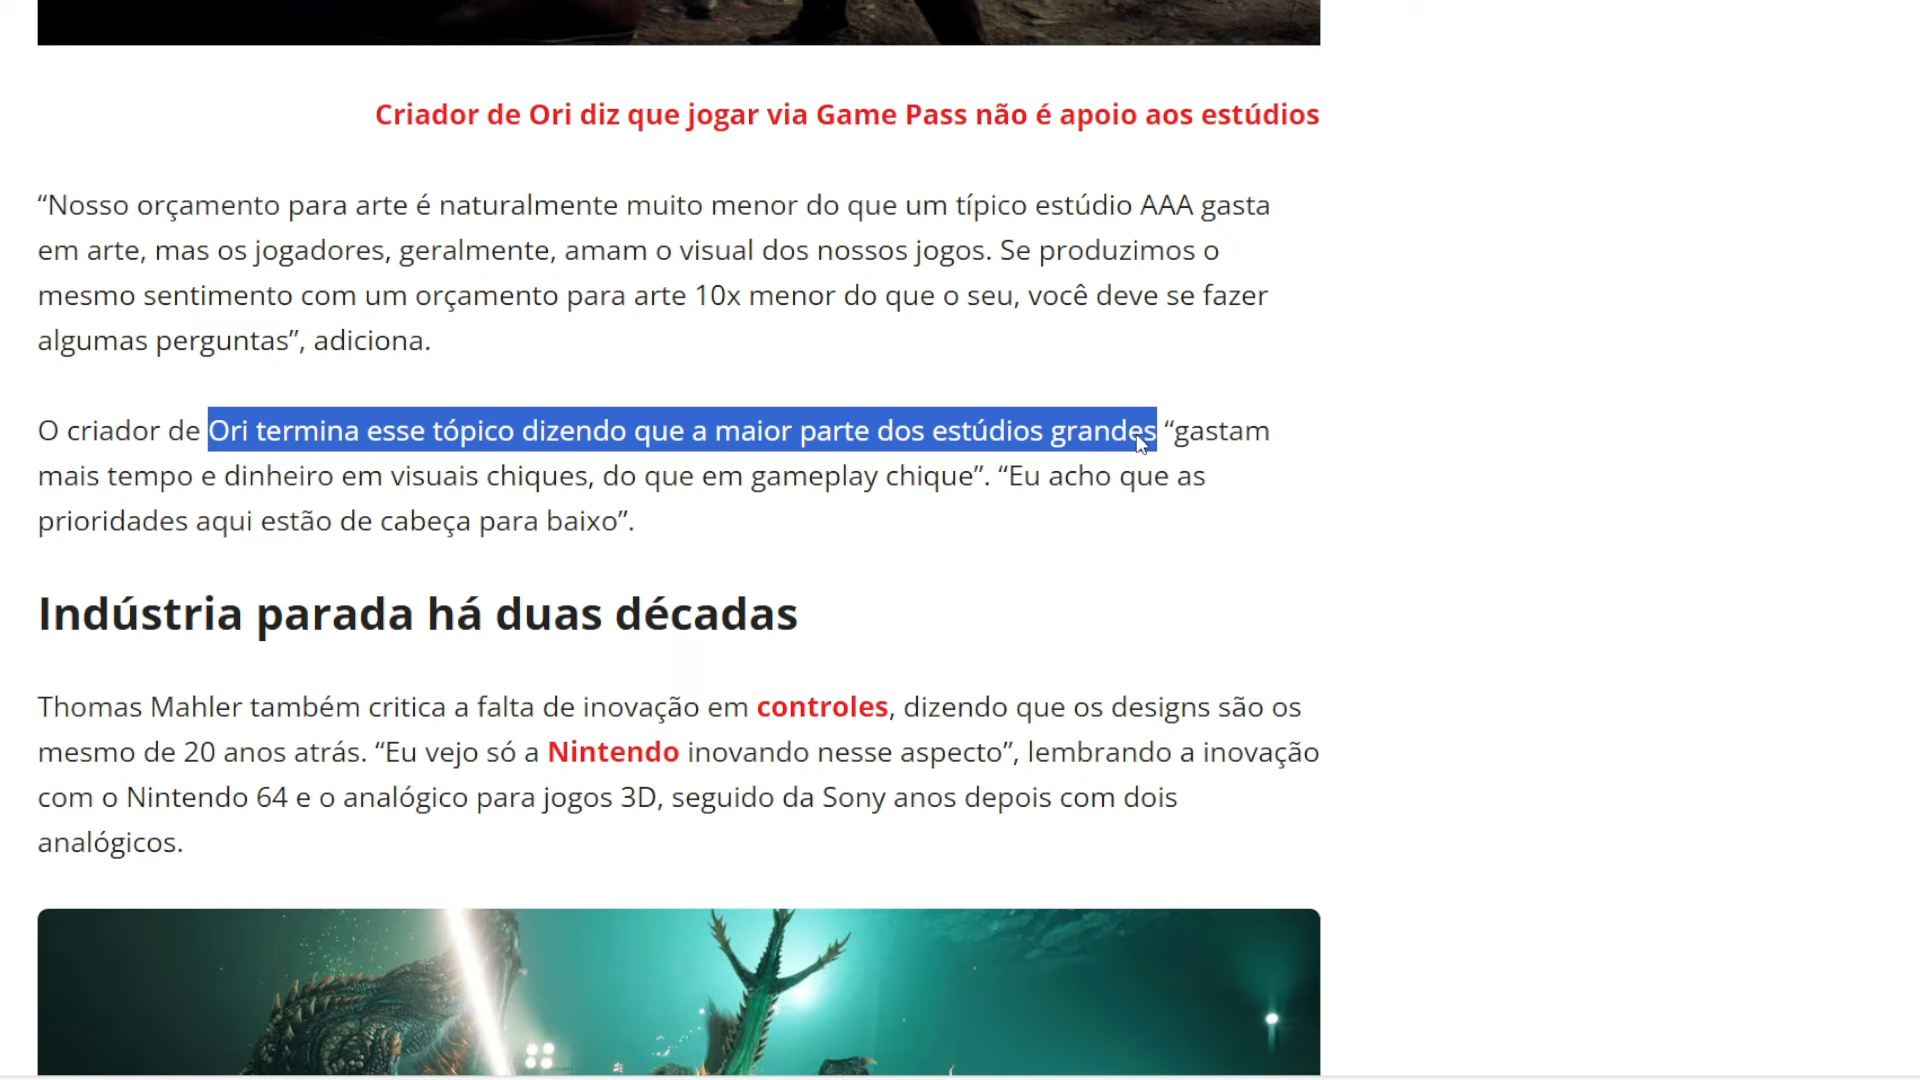 Criador de Ori diz que jogar via Game Pass não é apoio aos estúdios
“Nosso orçamento para arte é naturalmente muito menor do que um típico estúdio AAA gasta
em arte, mas os jogadores, geralmente, amam o visual dos nossos jogos. Se produzimos o
mesmo sentimento com um orçamento para arte 10x menor do que o seu, você deve se fazer
algumas perguntas”, adiciona.
O criador de Ori termina esse tópico dizendo que a maior parte dos estúdios grandes “gastam
mais tempo e dinheiro em visuais chiques, do que em gameplay chique”. “Eu acho que as
prioridades aqui estão de cabeça para baixo”.
Indústria parada há duas décadas
Thomas Mahler também critica a falta de inovação em controles, dizendo que os designs são os
mesmo de 20 anos atrás. “Eu vejo só a Nintendo inovando nesse aspecto”, lembrando a inovação
com o Nintendo 64 e o analógico para jogos 3D, seguido da Sony anos depois com dois
analógicos.